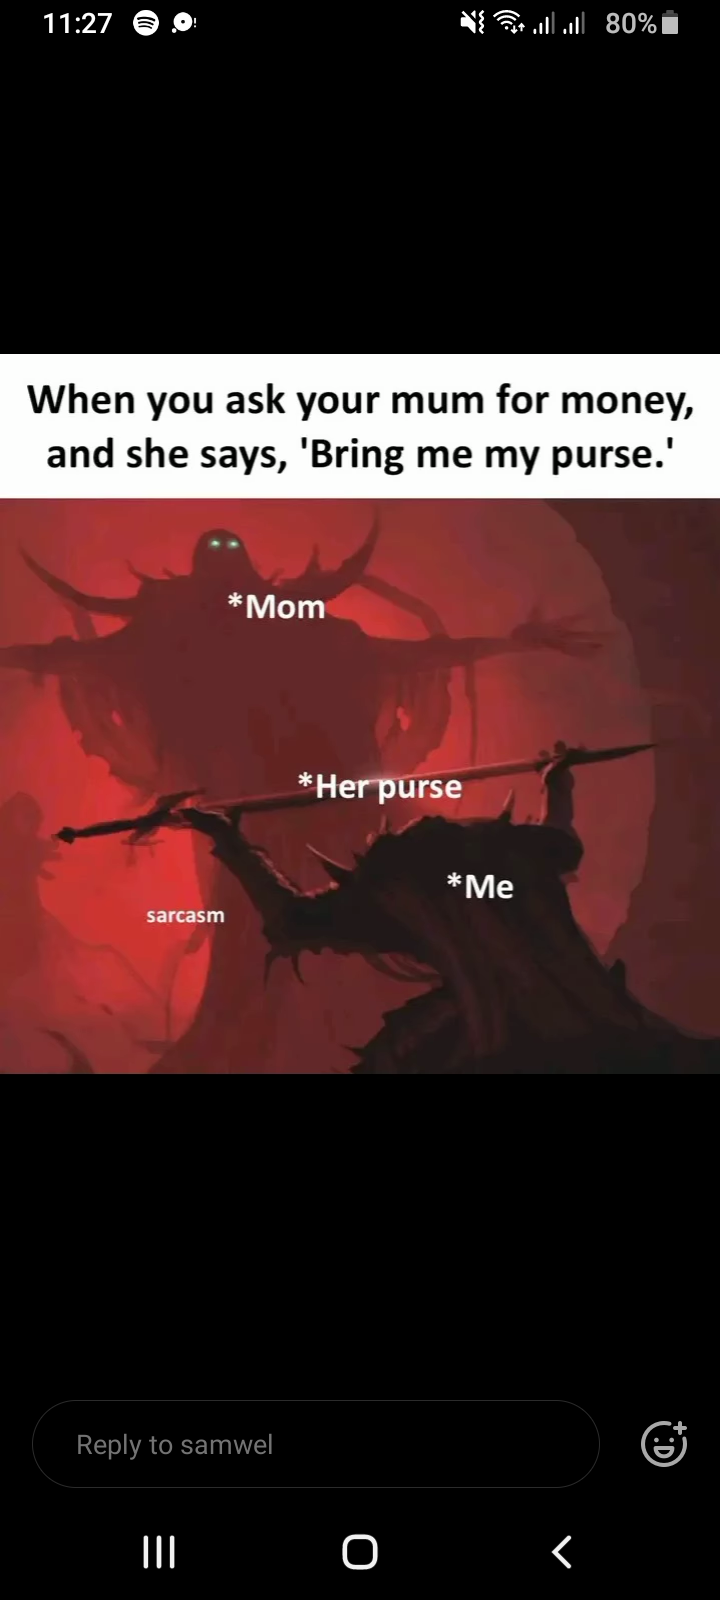 11:27 80%
When you ask your mum for money,
and she says, 'Bring me my purse.'
*Mom
*Her purse
*Me
sarcasm
Reply to samwel